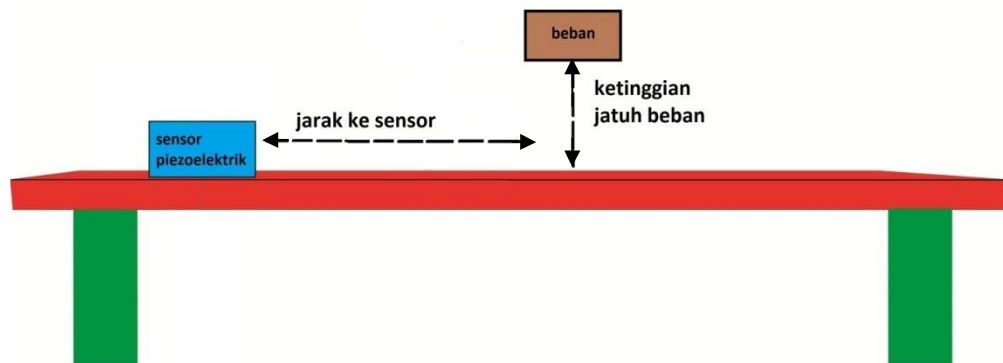 beban
ketinggian
jatuh beban
jarak ke sensor
sensor
piezoelektrik